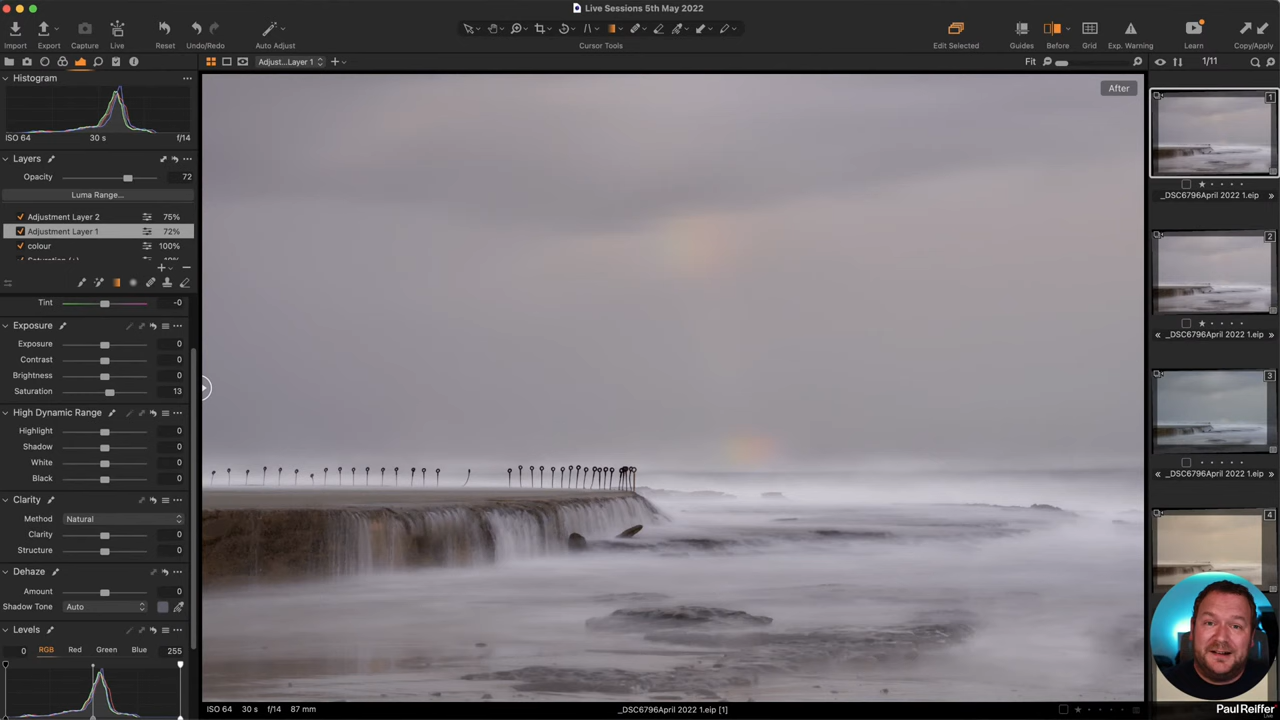 Live Sessions 5th May 2022
Import
Export
Capture
Live
Reset
Undo/Redo
Auto Adjust
Cursor Tools
Edit Selected
Guides
Before
Grid
Exp. Warning
Learn
Copy/Apply
Adjust...Layer 1
Fit
1/11
Histogram
ISO 64
30 s
f/14
Layers
Opacity
72
Luma Range...
Adjustment Layer 2
75%
Adjustment Layer 1
72%
colour
100%
Tint
-0
Exposure
Exposure
0
Contrast
0
Brightness
0
Saturation
13
High Dynamic Range
Highlight
0
Shadow
0
White
0
Black
0
Clarity
Method
Natural
Clarity
0
Structure
0
Dehaze
Amount
0
Shadow Tone
Auto
Levels
0
RGB
Red
Green
Blue
255
After
ISO 64
30 s
f/14
87 mm
_DSC6796April 2022 1.eip [1]
1
_DSC6796April 2022 1.eip
2
_DSC6796April 2022 1.eip
3
_DSC6796April 2022 1.eip
4
PaulReiffer